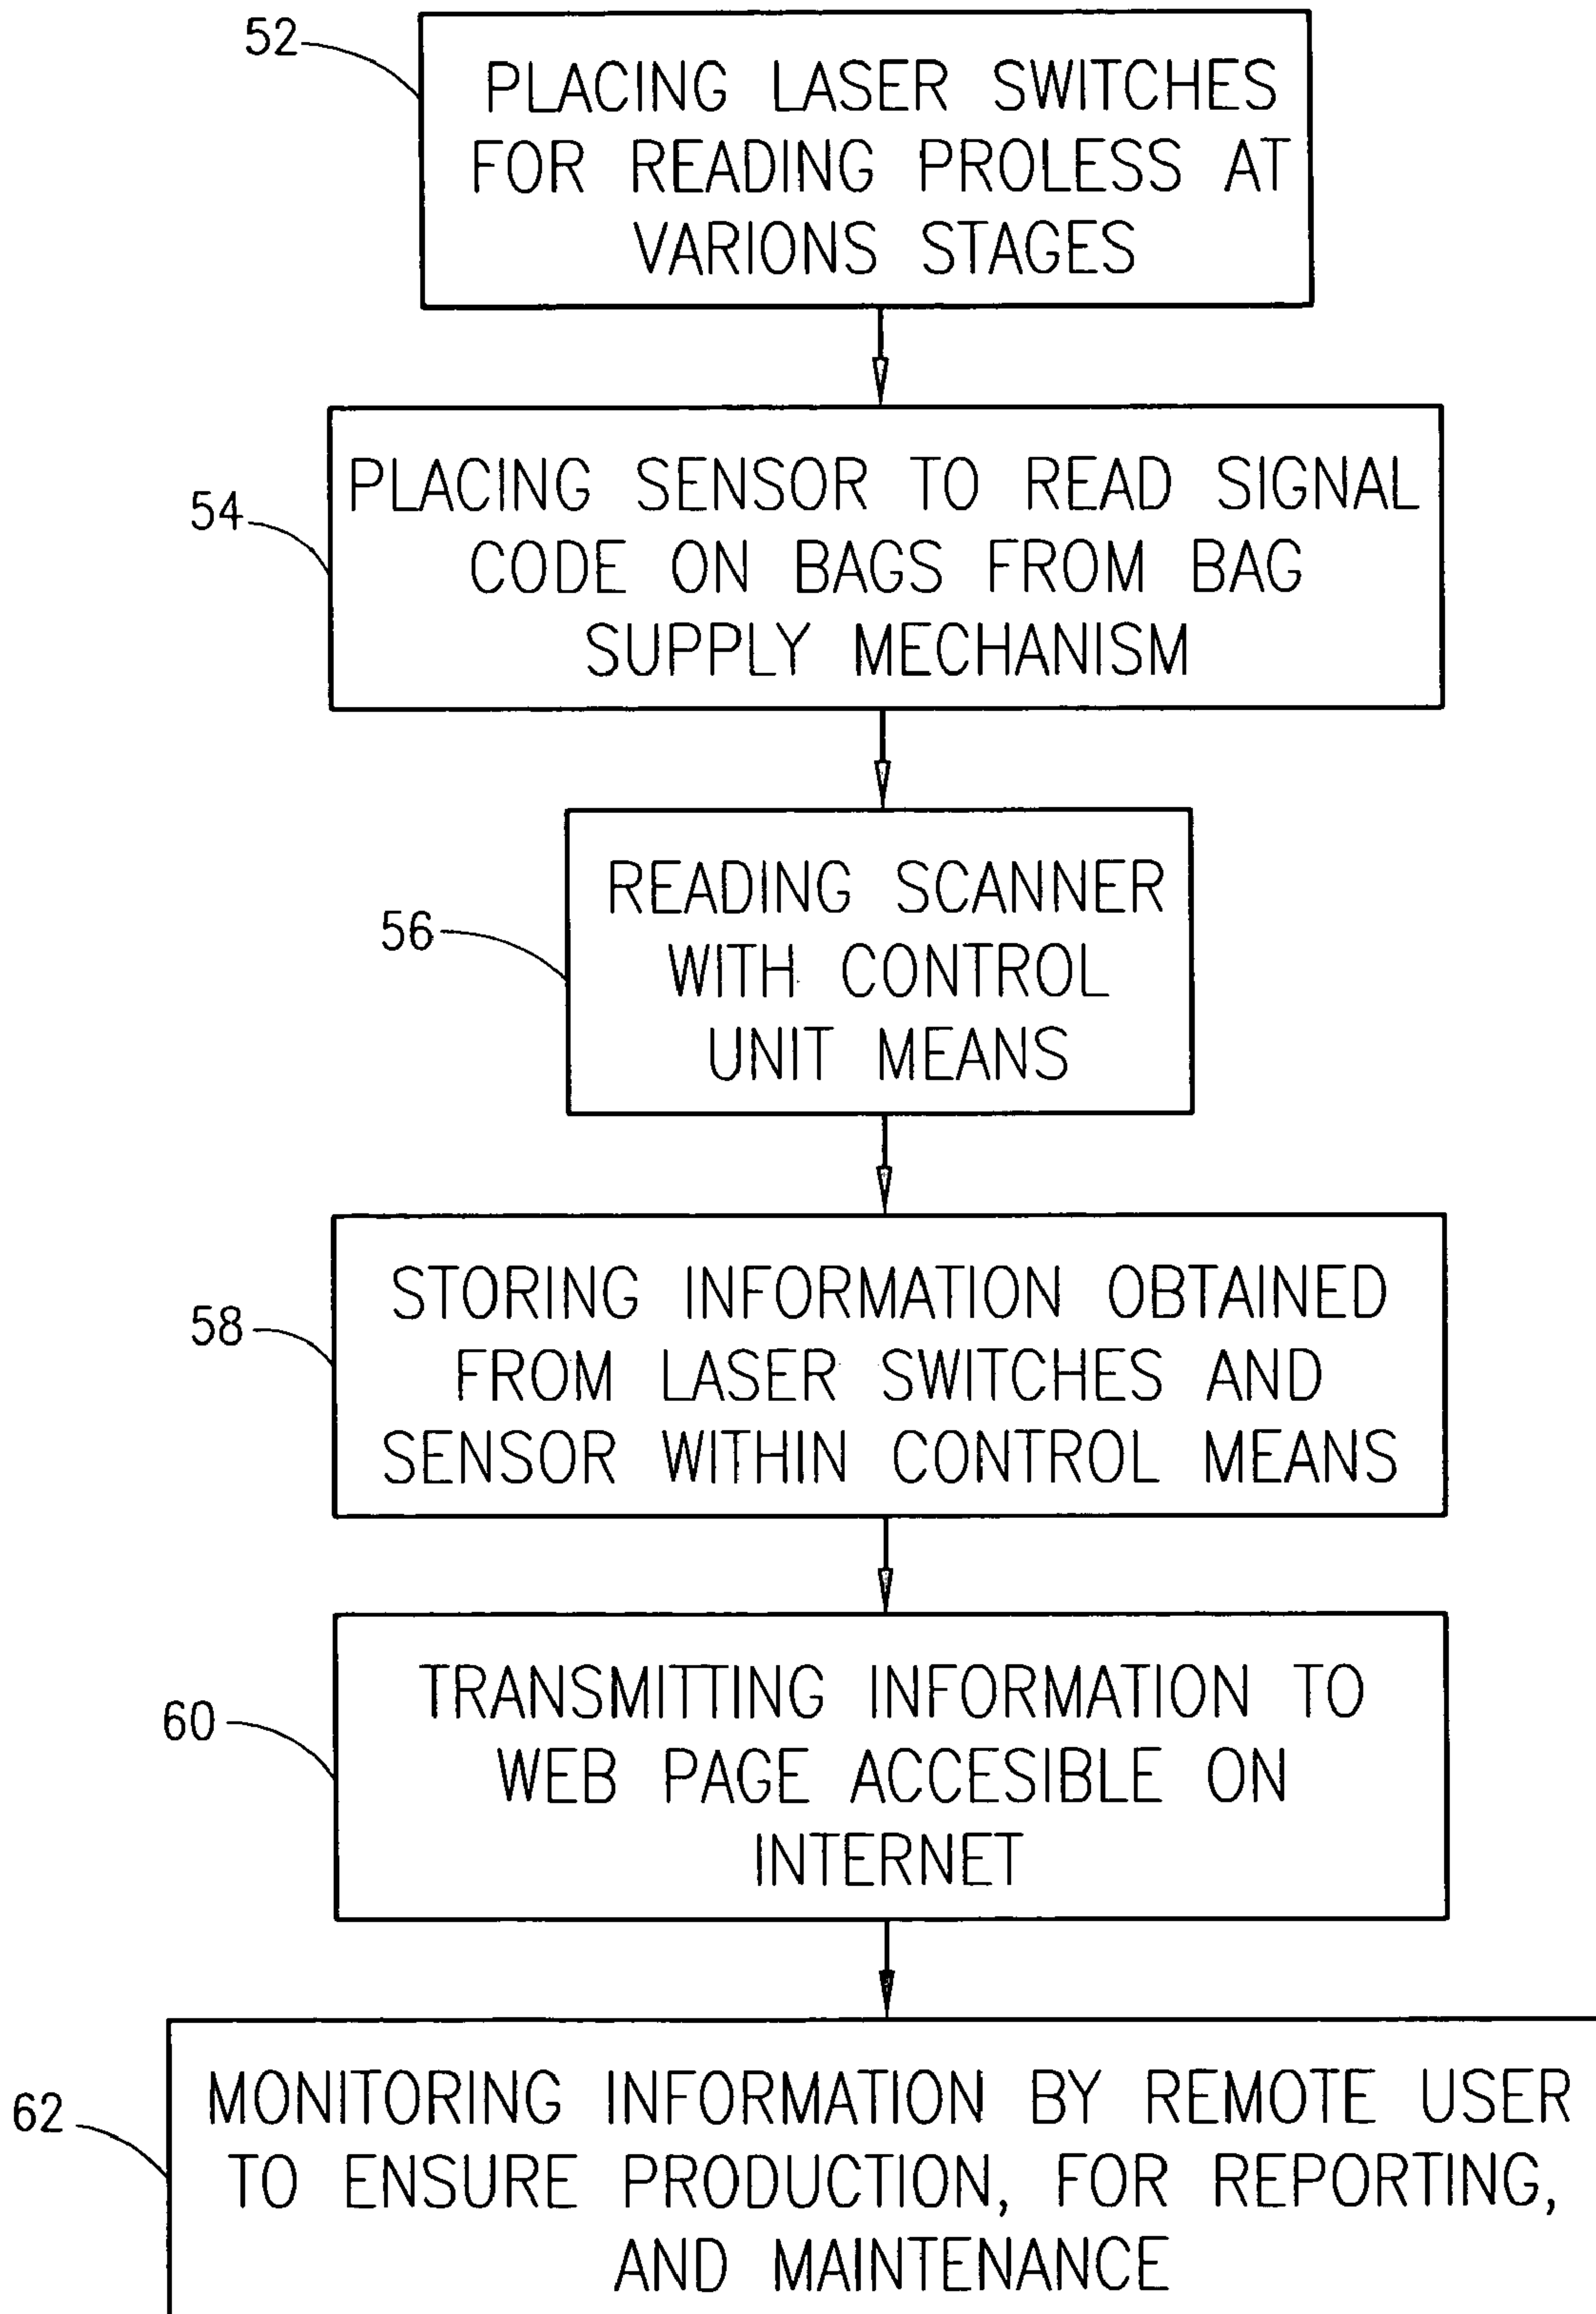 52
PLACING LASER SWITCHES
FOR READING PROLESS AT
VARIONS STAGES
54
PLACING SENSOR TO READ SIGNAL
CODE ON BAGS FROM BAG
SUPPLY MECHANISM
56
READING SCANNER
WITH CONTROL
UNIT MEANS
58
STORING INFORMATION OBTAINED
FROM LASER SWITCHES AND
SENSOR WITHIN CONTROL MEANS
60
TRANSMITTING INFORMATION TO
WEB PAGE ACCESIBLE ON
INTERNET
62
MONITORING INFORMATION BY REMOTE USER
TO ENSURE PRODUCTION, FOR REPORTING,
AND MAINTENANCE